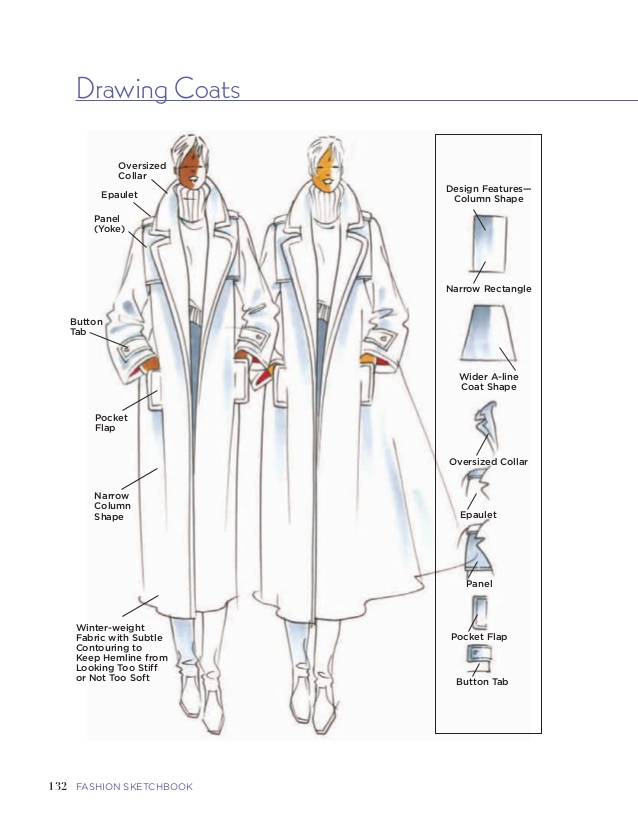 Drawing Coats
Oversized
Collar
Epaulet
Panel
(Yoke)
Button
Tab
Pocket
Flap
Narrow
Column
Shape
Winter-weight
Fabric with Subtle
Contouring to
Keep Hemline from
Looking Too Stiff
or Not Too Soft
Design Features—
Column Shape
Narrow Rectangle
Wider A-line
Coat Shape
Oversized Collar
Epaulet
Panel
Pocket Flap
Button Tab
132 FASHION SKETCHBOOK